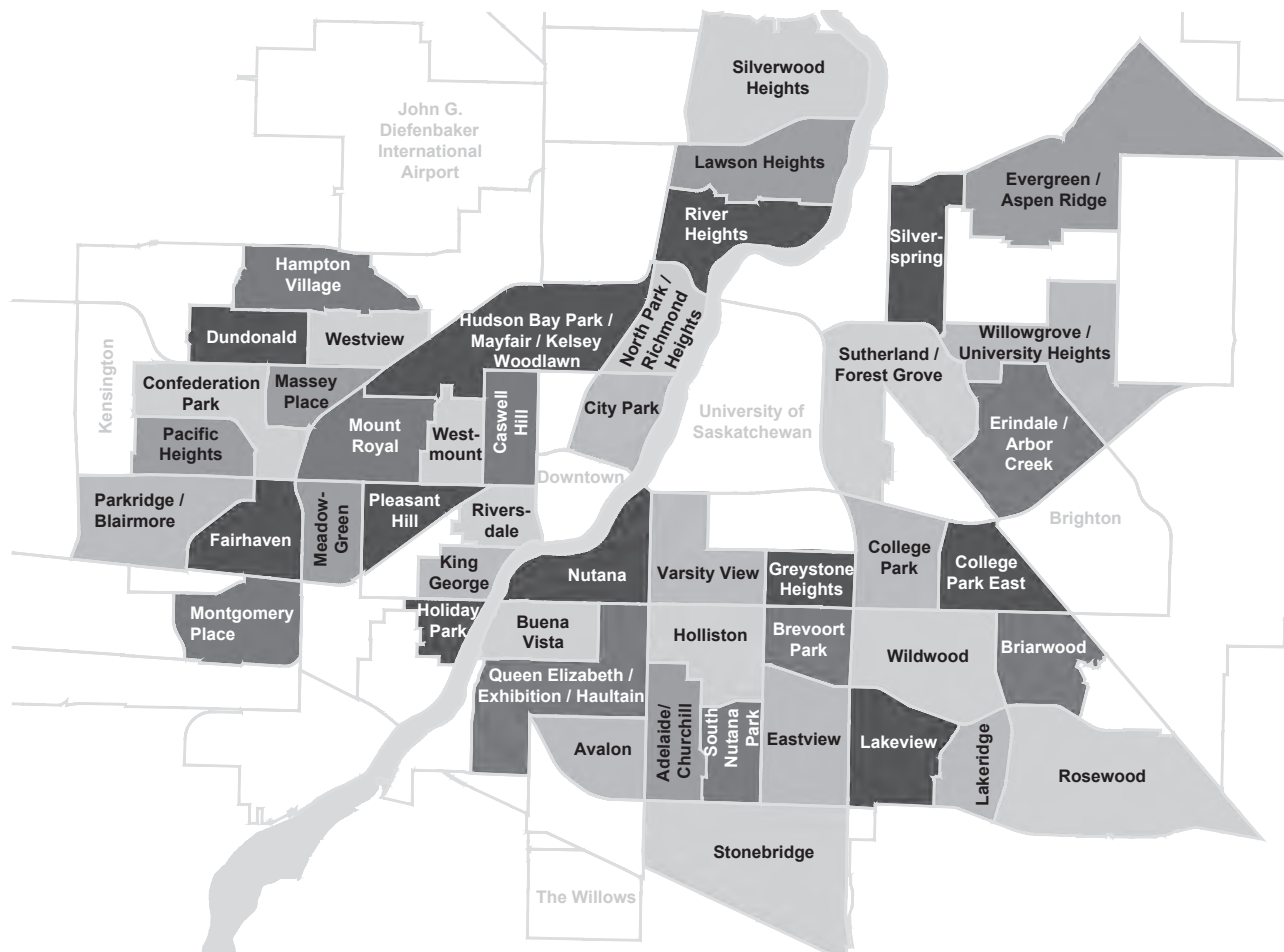 Silverwood
Heights
John G.
Diefenbaker
International
Airport
Lawson Heights
Evergreen /
Aspen Ridge
River
Heights
Silver-
spring
Hampton
Village
North Park /
Richmond
Heights
Hudson Bay Park /
Mayfair / Kelsey
Woodlawn
Dundonald
Westview
Willowgrove /
University Heights
Sutherland /
Forest Grove
Kensington
Confederation
Park
Massey
Place
Caswell
Hill
City Park
University of
Saskatchewan
Mount
Royal
West-
mount
Erindale /
Arbor
Creek
Pacific
Heights
Downtown
Parkridge /
Blairmore
Fairhaven
Meadow-
Green
Pleasant
Hill
Rivers-
dale
Brighton
College
Park
College
Park East
King
George
Nutana
Varsity View
Greystone
Heights
Montgomery
Place
Holiday
Park
Buena
Vista
Holliston
Brevoort
Park
Wildwood
Briarwood
Queen Elizabeth /
Exhibition / Haultain
Avalon
Adelaide/
Churchill
South
Nutana
Park
Eastview
Lakeview
Lakeridge
Rosewood
Stonebridge
The Willows